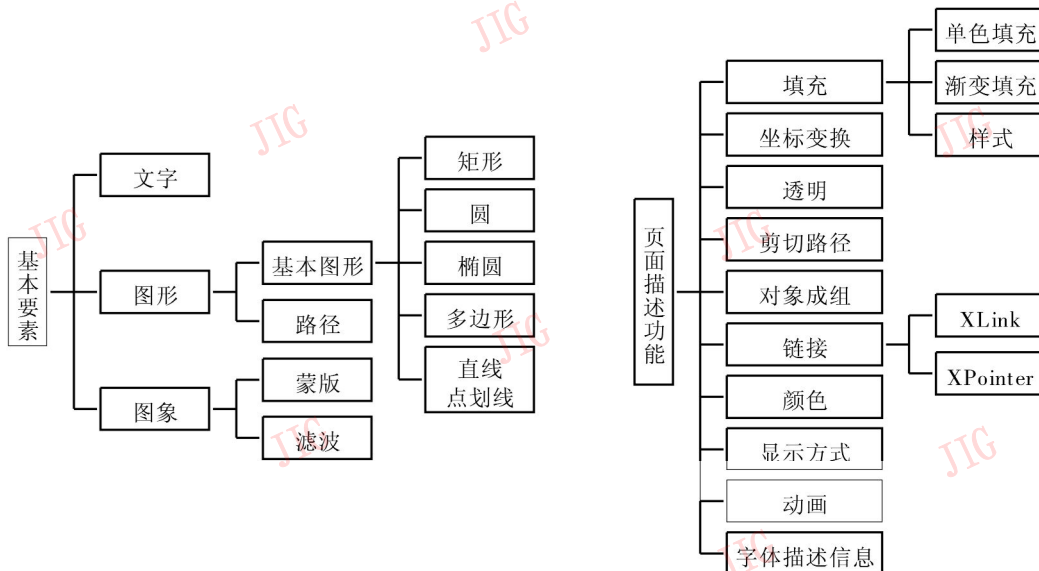 基本要素
文字
图形
图象
基本图形
路径
蒙版
滤波
矩形
圆
椭圆
多边形
直线
点划线
页面描述功能
填充
坐标变换
透明
剪切路径
对象成组
链接
颜色
显示方式
动画
字体描述信息
单色填充
渐变填充
样式
XLink
XPointer
JIG
JIG
JIG
JIG
JIG
JIG
JIG
JIG
JIG